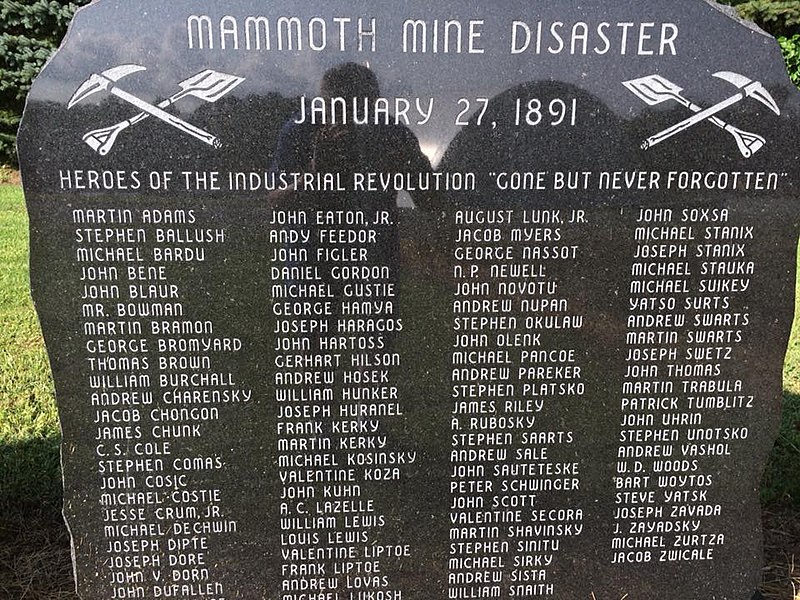 MAMMOTH MINE DISASTER
JANUARY 27, 1891
HEROES OF THE INDUSTRIAL REVOLUTION "GONE BUT NEVER FORGOTTEN"
MARTIN ADAMS
STEPHEN BALLUSH
MICHAEL BARDU
JOHN BENE
JOHN BLAUR
MR. BOWMAN
MARTIN BRAMON
GEORGE BROMYARD
THOMAS BROWN
WILLIAM BURCHALL
ANDREW CHARENSKY
JACOB CHONGON
JAMES CHUNK
C. S. COLE
STEPHEN COMAS
JOHN COSIC
MICHAEL COSTIE
JESSE CRUM, JR.
MICHAEL DECHWIN
JOSEPH DIPTE
JOSEPH DORE
JOHN V. DORN
JOHN DUFALLEN
JOHN EATON, JR.
ANDY FEEDOR
JOHN FIGLER
DANIEL GORDON
MICHAEL GUSTIE
GEORGE HAMYA
JOSEPH HARAGOS
JOHN HARTOSS
GERHART HILSON
ANDREW HOSEK
WILLIAM HUNKER
JOSEPH HURANEL
FRANK KERKY
MARTIN KERKY
MICHAEL KOSINSKY
VALENTINE KOZA
JOHN KUHN
A. C. LAZELLE
WILLIAM LEWIS
LOUIS LEWIS
VALENTINE LIPTOE
FRANK LIPTOE
ANDREW LOVAS
MICHAEL LUKOSH
AUGUST LUNK, JR.
JACOB MYERS
GEORGE NASSOT
N. P. NEWELL
JOHN NOVOTU
ANDREW NUPAN
STEPHEN OKULAW
JOHN OLENK
MICHAEL PANCOE
ANDREW PAREKER
STEPHEN PLATSKO
JAMES RILEY
A. RUBOSKY
STEPHEN SAARTS
ANDREW SALE
JOHN SAUTETESKE
PETER SCHWINGER
JOHN SCOTT
VALENTINE SECORA
MARTIN SHAVINSKY
STEPHEN SINITU
MICHAEL SIRKY
ANDREW SISTA
WILLIAM SNAITH
JOHN SOXSA
MICHAEL STANIX
JOSEPH STANIX
MICHAEL STAUKA
MICHAEL SUIKEY
YATSO SURTS
ANDREW SWARTS
MARTIN SWARTS
JOSEPH SWETZ
JOHN THOMAS
MARTIN TRABULA
PATRICK TUMBLITZ
JOHN UHRIN
STEPHEN UNOTSKO
ANDREW VASHOL
W. D. WOODS
BART WOYTOS
STEVE YATSK
JOSEPH ZAVADA
J. ZAYADSKY
MICHAEL ZURTZA
JACOB ZWICALE